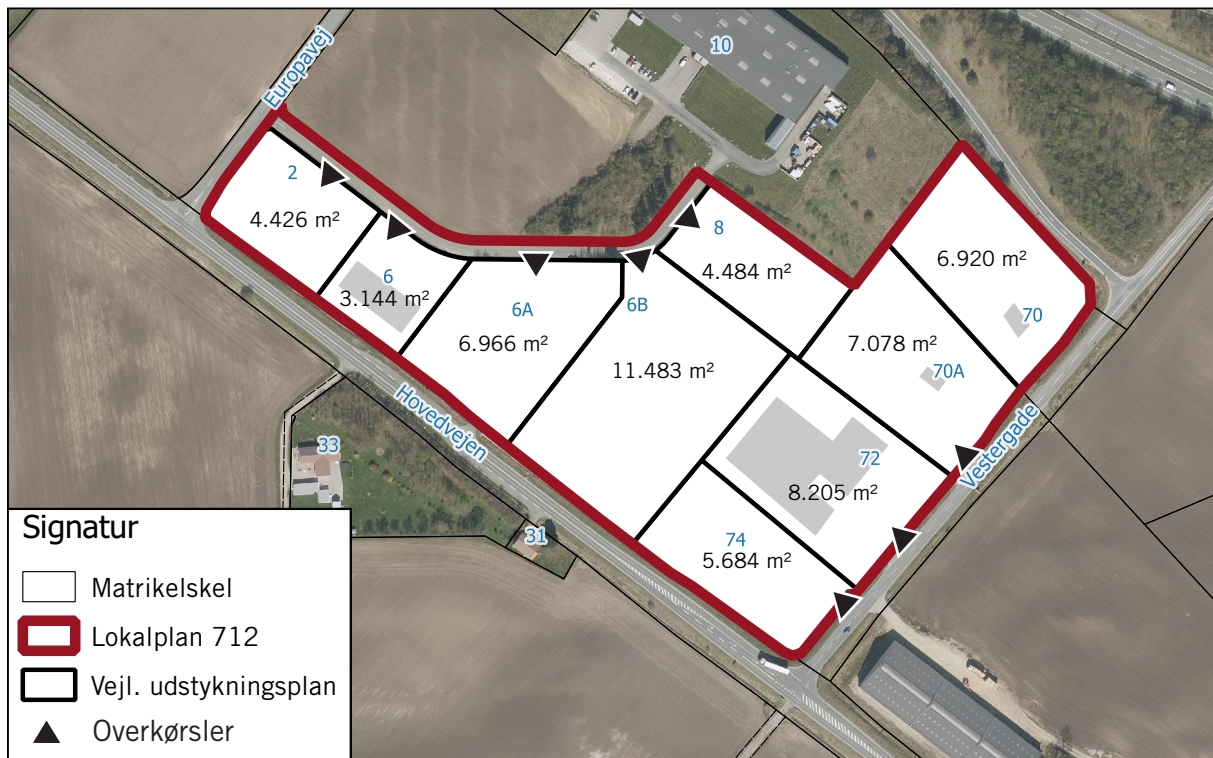 10
Europavej
2
4.426 m²
8
4.484 m²
6.920 m²
6
3.144 m²
6A
6.966 m²
6B
11.483 m²
7.078 m²
70
70A
Hovedvejen
Vestergade
33
72
8.205 m²
31
74
5.684 m²
Signatur
Matrikelskel
Lokalplan 712
Vejl. udstykningsplan
Overkørsler